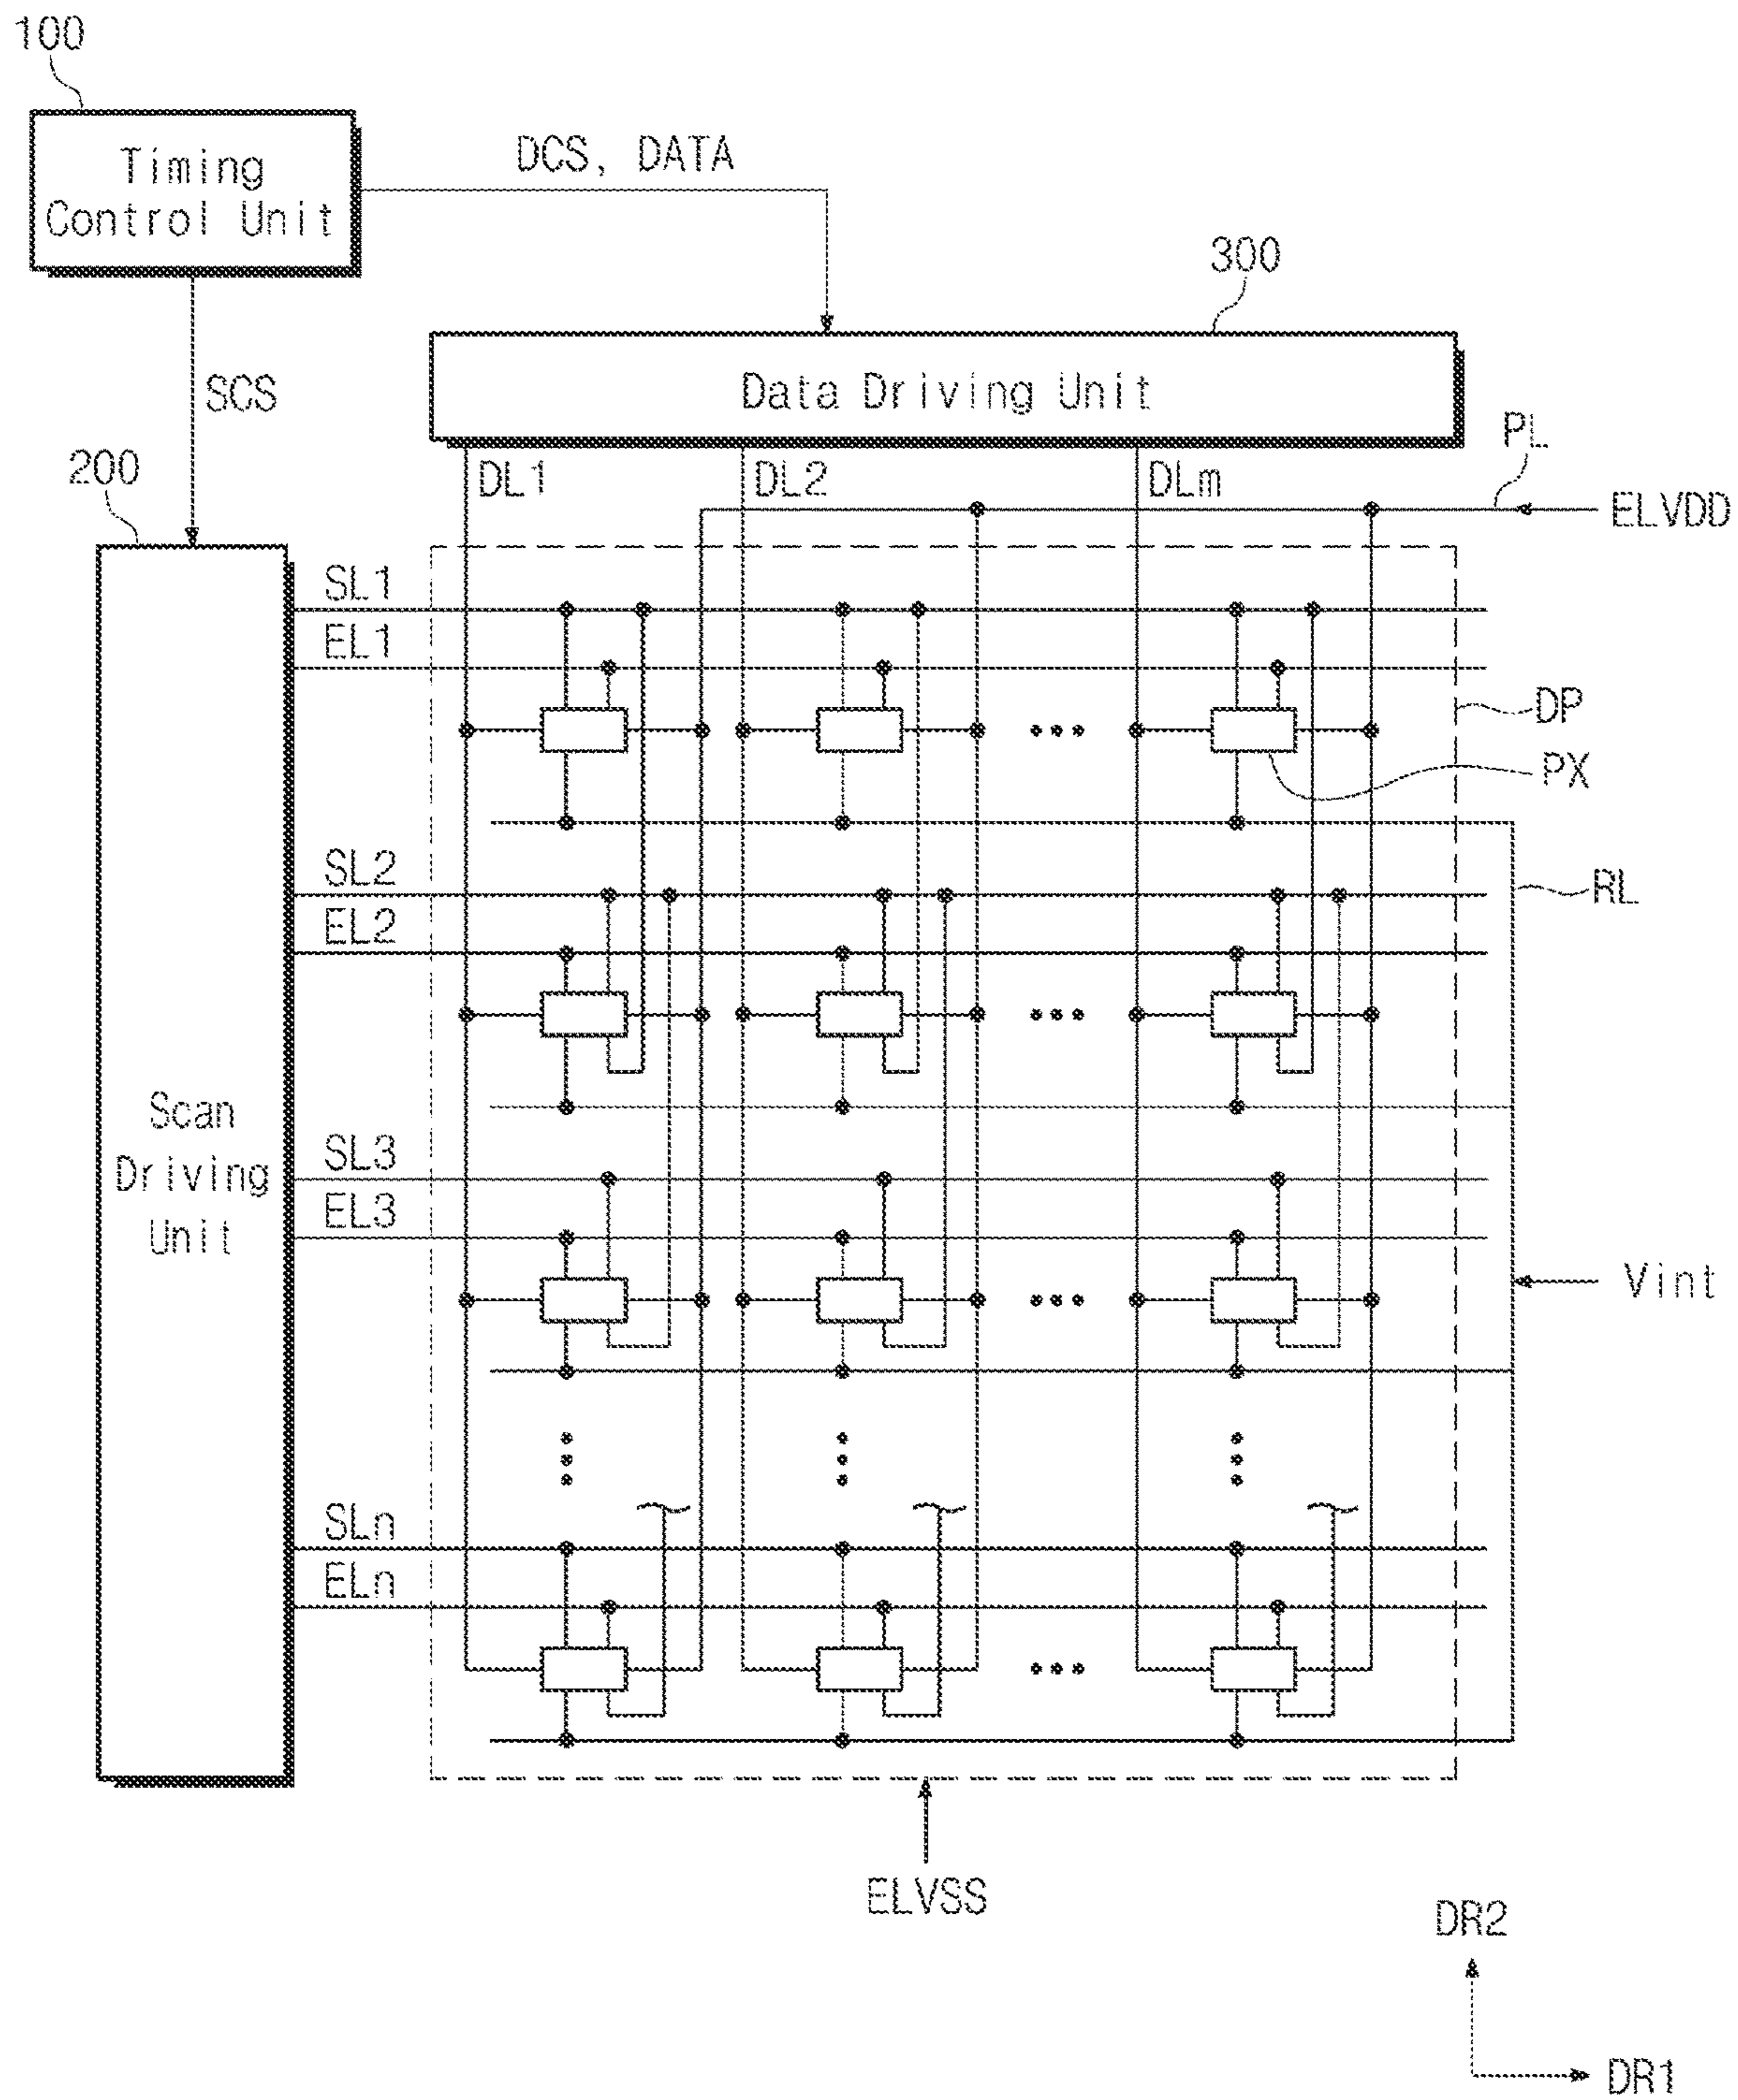 100
Timing
Control Unit
DCS, DATA
300
SCS
Data Driving Unit
PL
200
DL1
DL2
DLm
ELVDD
SL1
EL1
DP
PX
SL2
RL
EL2
Scan
Driving
Unit
SL3
EL3
Vint
SLn
ELn
ELVSS
DR2
DR1